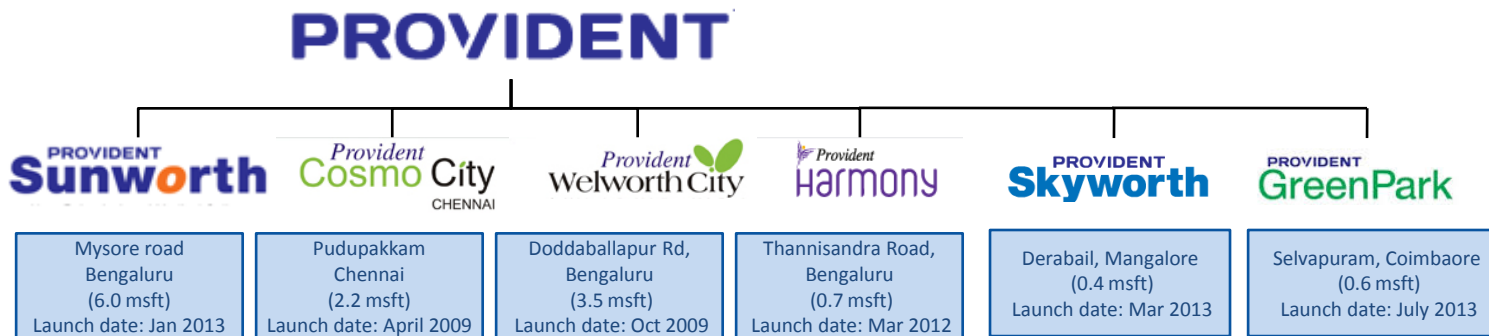 PROVIDENT
PROVIDENT
Sunworth
Provident
Cosmo City
CHENNAI
Provident
Welworth City
Provident
Harmony
PROVIDENT
Skyworth
PROVIDENT
GreenPark
Mysore road
Bengaluru
(6.0 msft)
Launch date: Jan 2013
Pudupakkam
Chennai
(2.2 msft)
Launch date: April 2009
Doddaballapur Rd,
Bengaluru
(3.5 msft)
Launch date: Oct 2009
Thannisandra Road,
Bengaluru
(0.7 msft)
Launch date: Mar 2012
Derabail, Mangalore
(0.4 msft)
Launch date: Mar 2013
Selvapuram, Coimbaore
(0.6 msft)
Launch date: July 2013